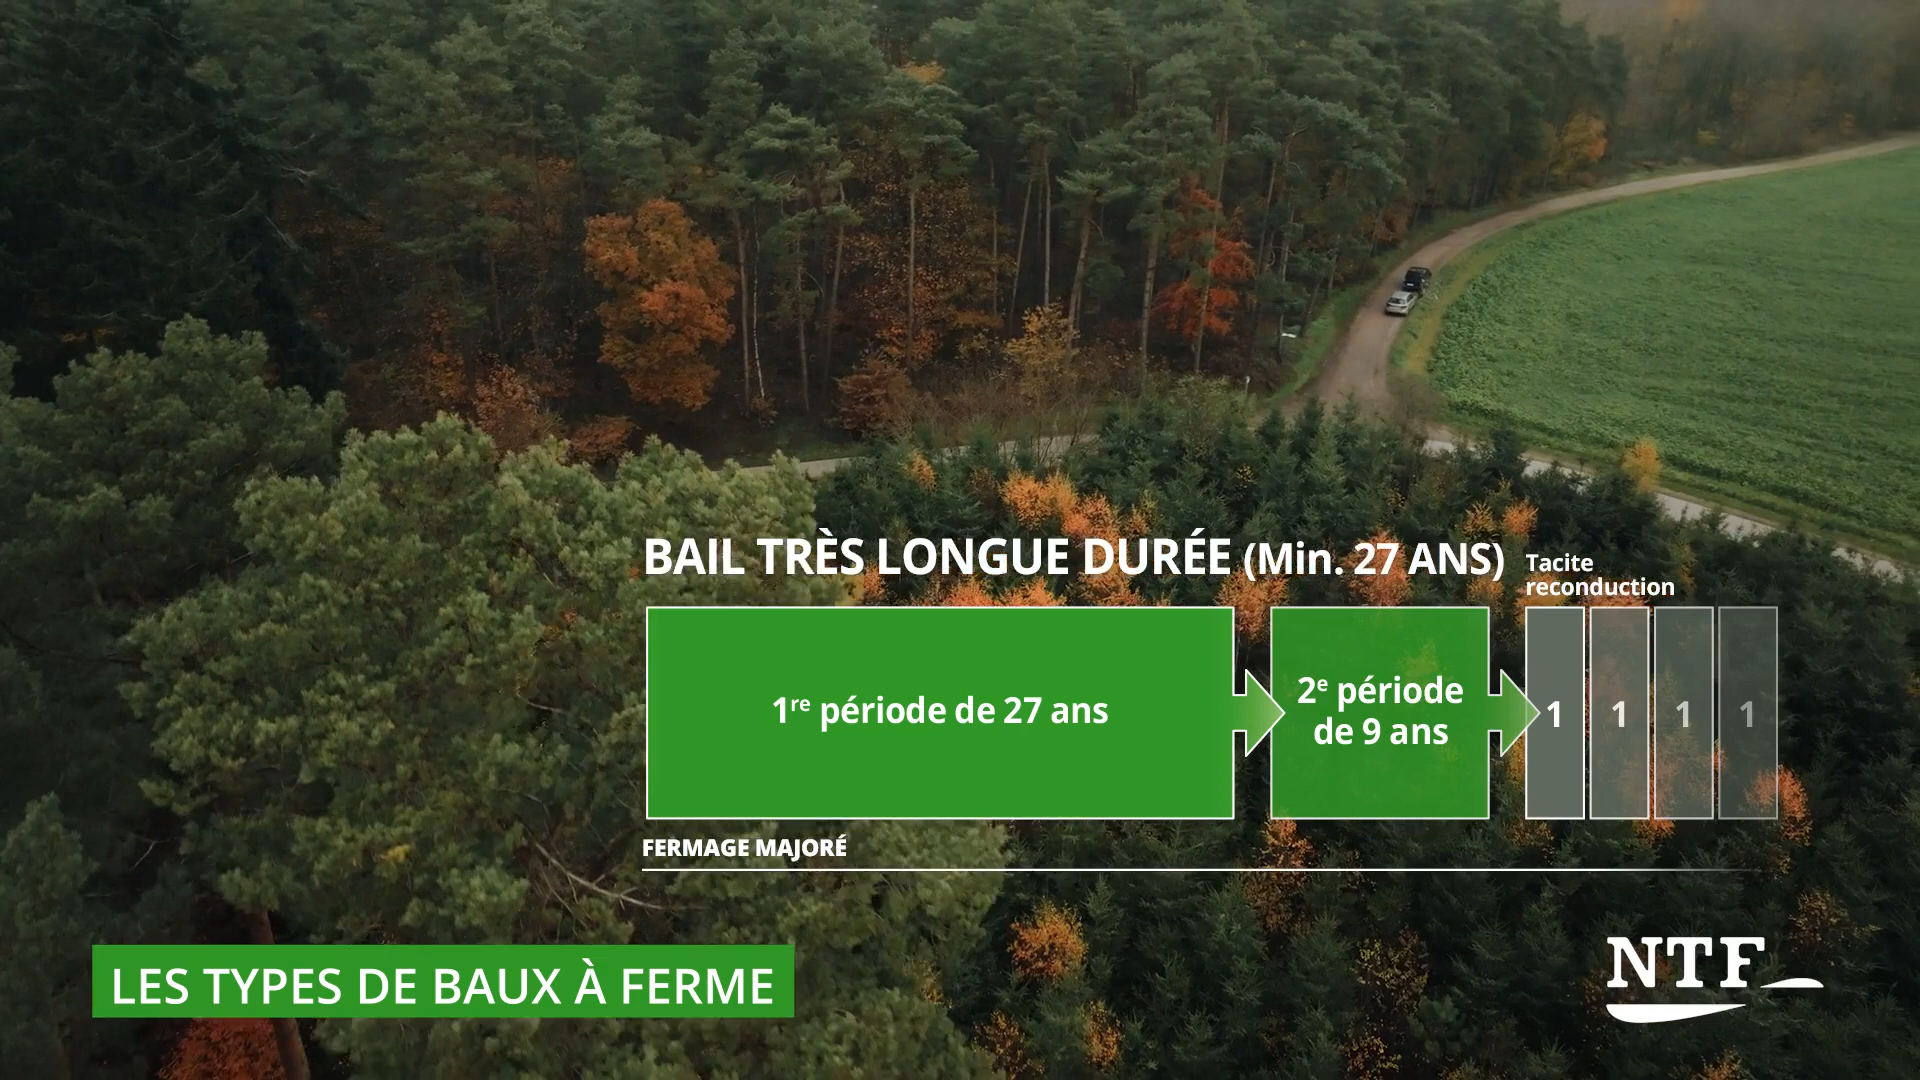 BAIL TRÈS LONGUE DURÉE (Min. 27 ANS)
Tacite
reconduction
1re période de 27 ans
2e période
de 9 ans
1 1 1 1
FERMAGE MAJORÉ
LES TYPES DE BAUX À FERME
NTF